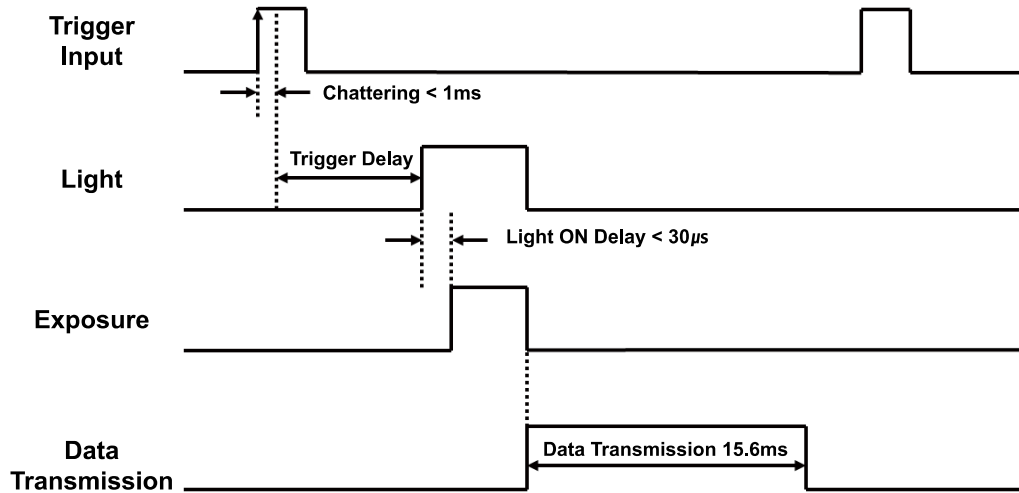 Trigger
Input
Chattering < 1ms
Trigger Delay
Light
Light ON Delay < 30㎲
Exposure
Data
Transmission
Data Transmission 15.6ms